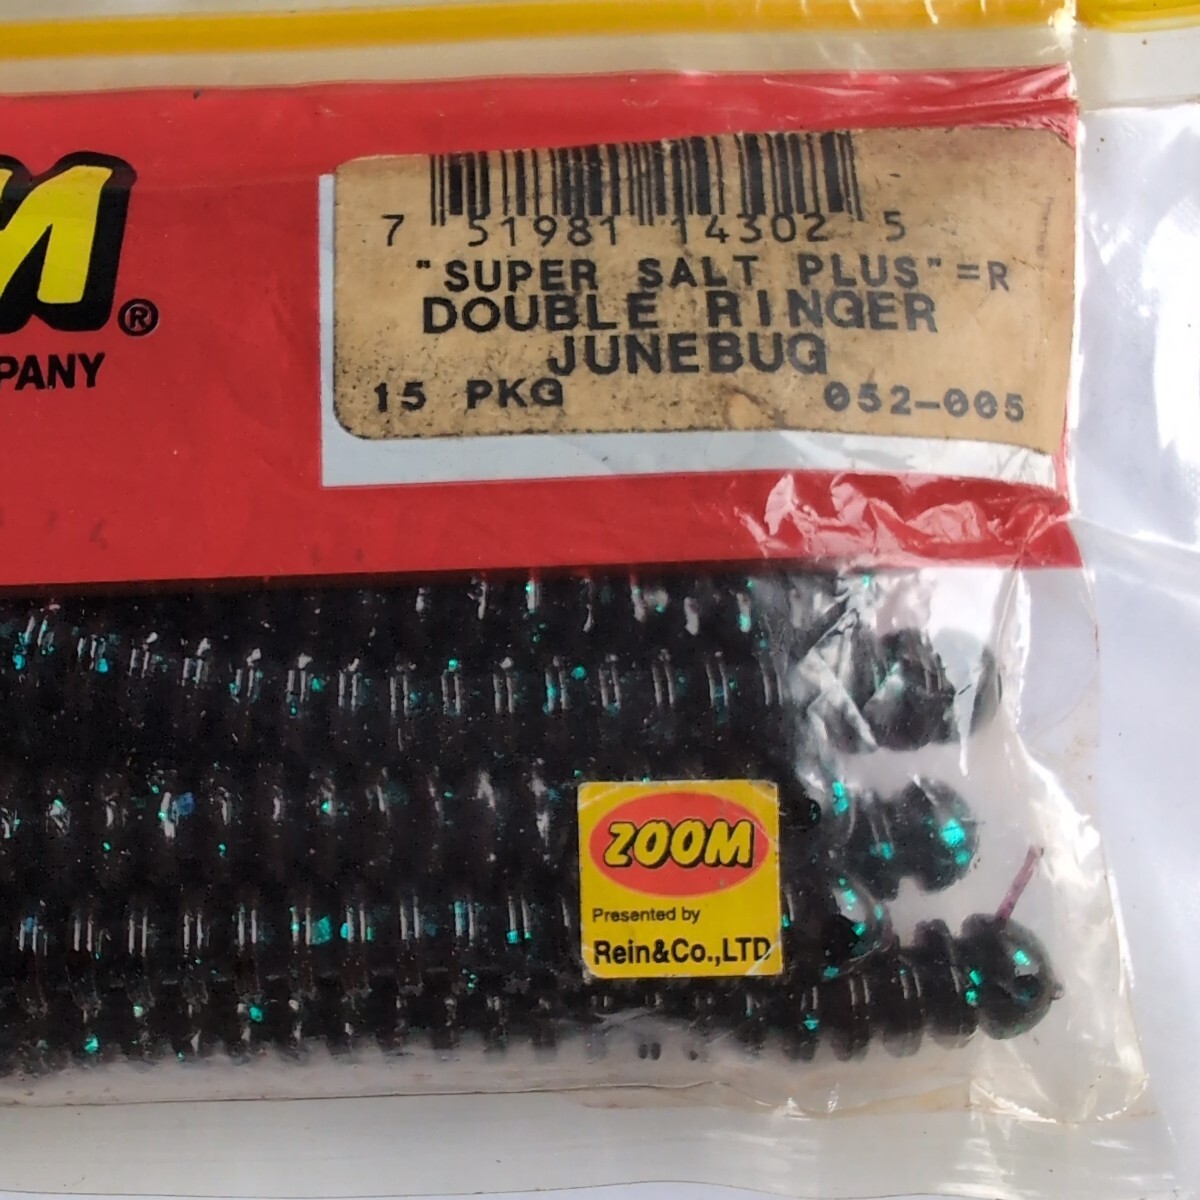 M®
PANY
7 51981 14302 5
"SUPER SALT PLUS"=R
DOUBLE RINGER
JUNEBUG
15 PKG 052-005
ZOOM
Presented by
Rein&Co.,LTD